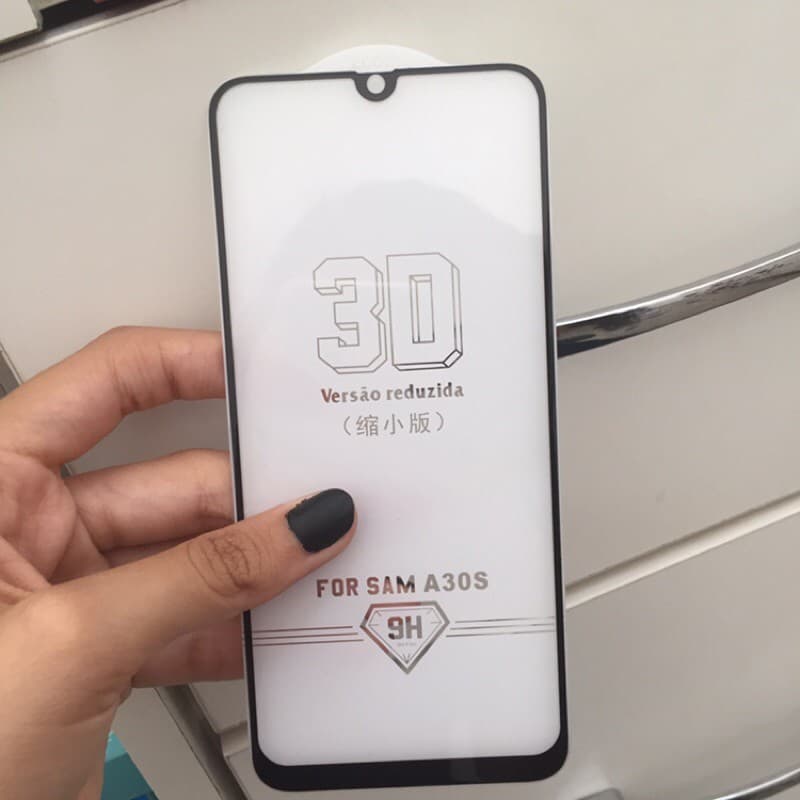 3D
Versão reduzida
（缩小版）
FOR SAM A30S
9H